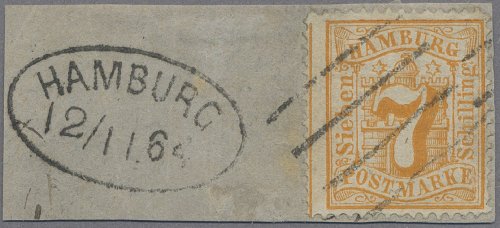 HAMBURG
12/11.64
HAMBURG
Sieben
7
Schilling
POSTMARKE